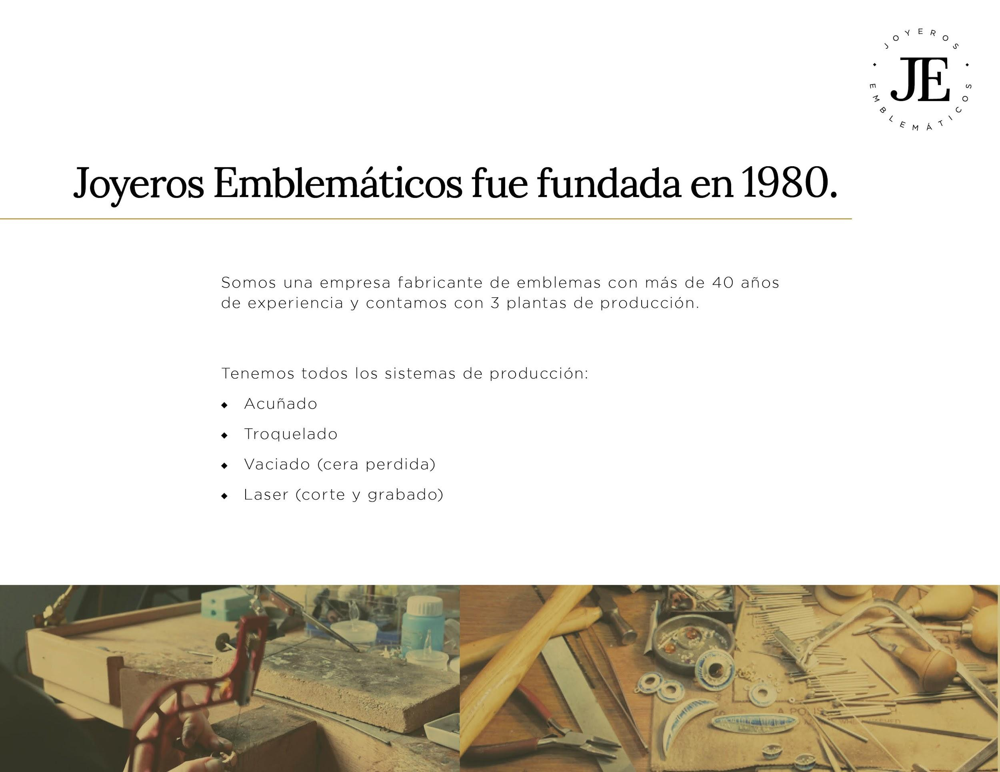 JOYEROS
JE
EMBLEMÁTICOS
Joyeros Emblemáticos fue fundada en 1980.
Somos una empresa fabricante de emblemas con más de 40 años
de experiencia y contamos con 3 plantas de producción.
Tenemos todos los sistemas de producción:
Acuñado
Troquelado
Vaciado (cera perdida)
Laser (corte y grabado)